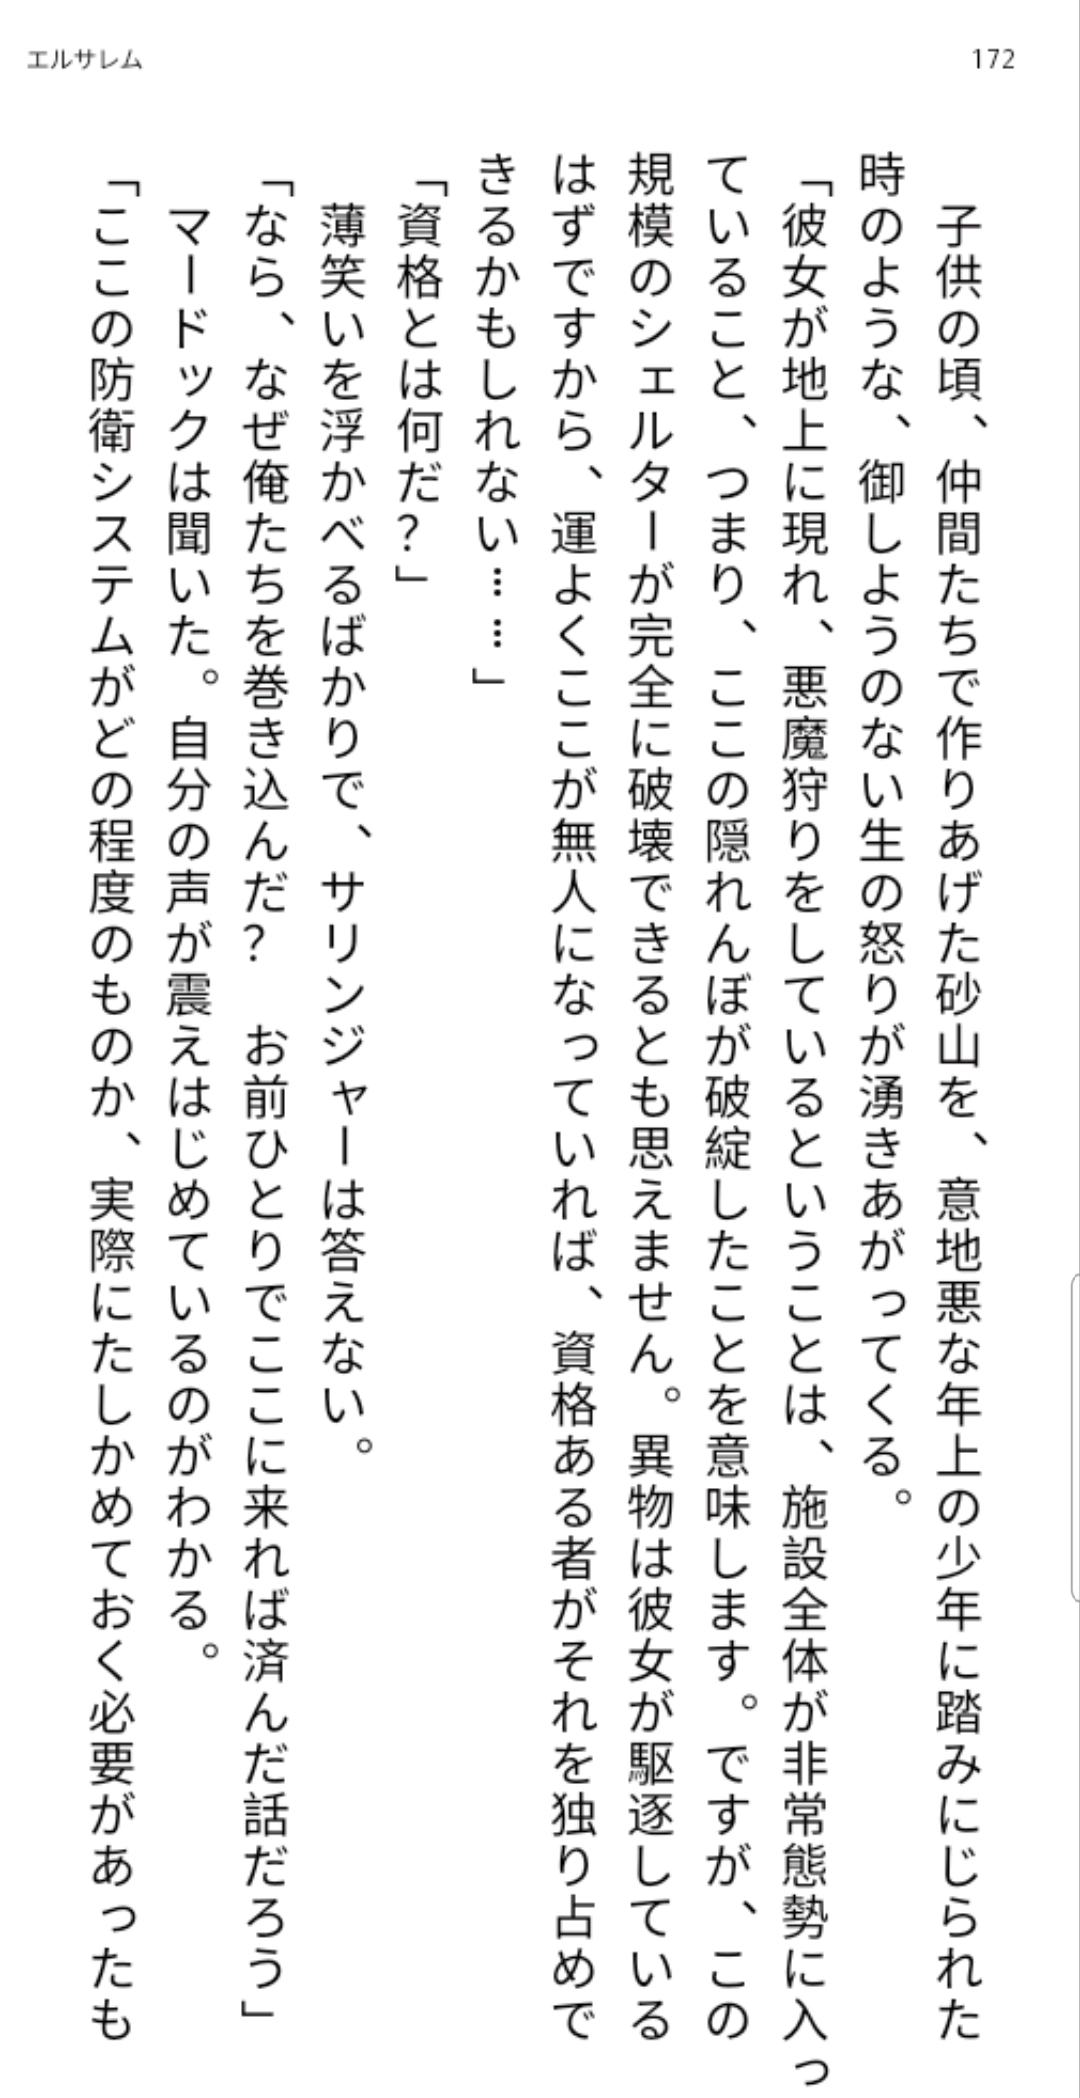 エルサレム
172
子供の頃、仲間たちで作りあげた砂山を、意地悪な年上の少年に踏みにじられた
時のような、御しようのない生の怒りが湧きあがってくる。
「彼女が地上に現れ、悪魔狩りをしているということは、施設全体が非常態勢に入っ
ていること、つまり、ここの隠れんぼが破綻したことを意味します。ですが、この
規模のシェルターが完全に破壊できるとも思えません。異物は彼女が駆逐している
はずですから、運よくここが無人になっていれば、資格ある者がそれを独り占めで
きるかもしれない……」
「資格とは何だ？」
薄笑いを浮かべるばかりで、サリンジャーは答えない。
「なら、なぜ俺たちを巻き込んだ？　お前ひとりでここに来れば済んだ話だろう」
マードックは聞いた。自分の声が震えはじめているのがわかる。
「ここの防衛システムがどの程度のものか、実際にたしかめておく必要があったも